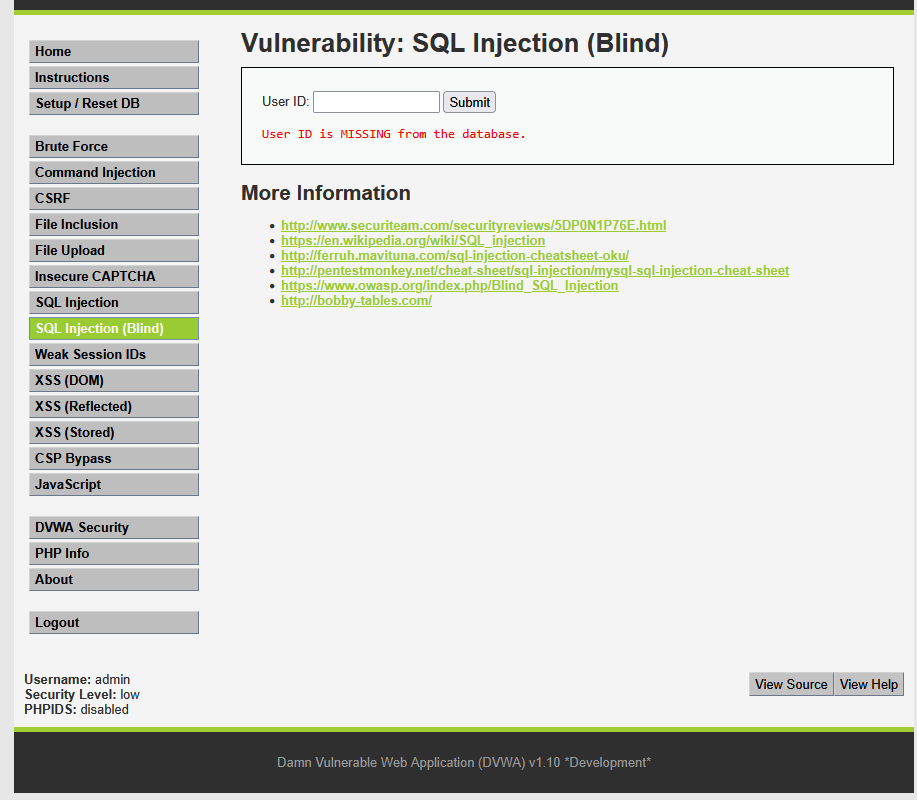 Home
Instructions
Setup / Reset DB
Brute Force
Command Injection
CSRF
File Inclusion
File Upload
Insecure CAPTCHA
SQL Injection
SQL Injection (Blind)
Weak Session IDs
XSS (DOM)
XSS (Reflected)
XSS (Stored)
CSP Bypass
JavaScript
DVWA Security
PHP Info
About
Logout
Vulnerability: SQL Injection (Blind)
User ID: Submit
User ID is MISSING from the database.
More Information
http://www.securiteam.com/securityreviews/5DP0N1P76E.html
https://en.wikipedia.org/wiki/SQL_injection
http://ferruh.mavituna.com/sql-injection-cheatsheet-oku/
http://pentestmonkey.net/cheat-sheet/sql-injection/mysql-sql-injection-cheat-sheet
https://www.owasp.org/index.php/Blind_SQL_Injection
http://bobby-tables.com/
Username: admin
Security Level: low
PHPIDS: disabled
View Source View Help
Damn Vulnerable Web Application (DVWA) v1.10 *Development*